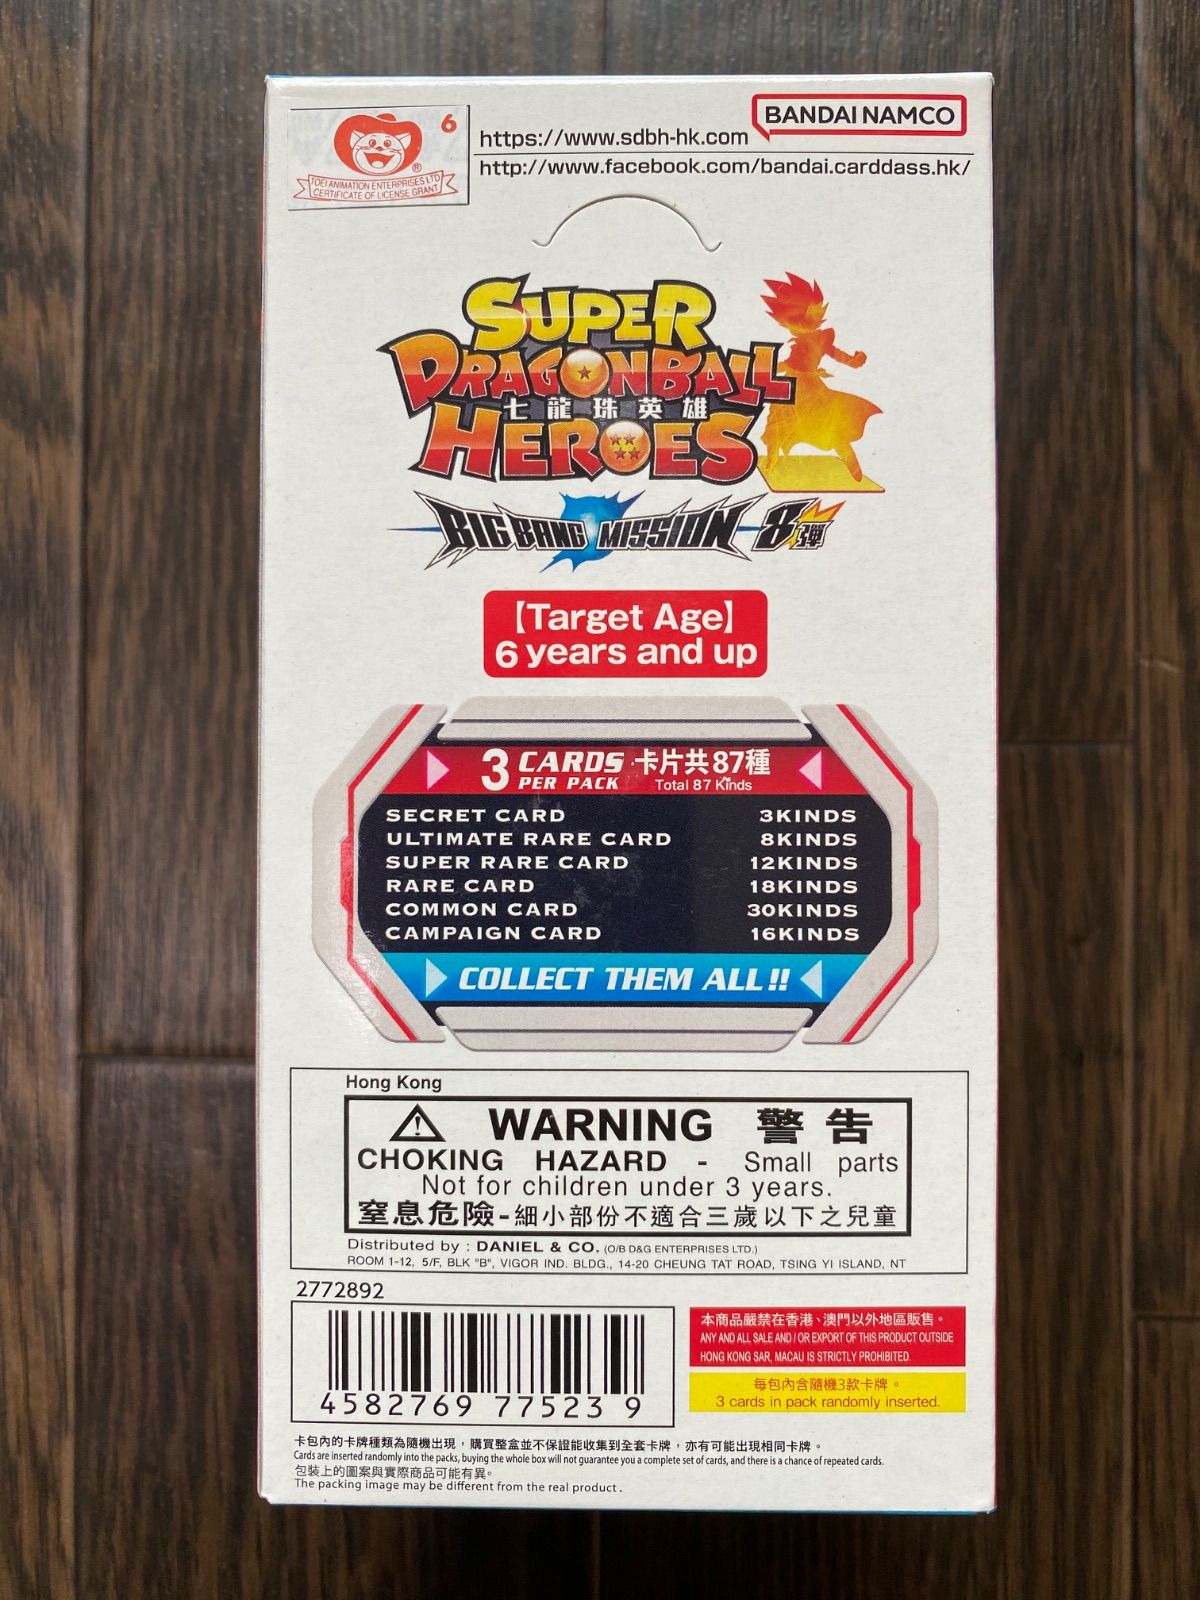 6
TOEI ANIMATION ENTERPRISES LTD
CERTIFICATE OF LICENSE GRANT
®
BANDAI NAMCO
https://www.sdbh-hk.com
http://www.facebook.com/bandai.carddass.hk/
SUPER
DRAGONBALL
七龍珠英雄
HEROES
BIG BANG MISSION 8彈
【Target Age】
6 years and up
3 CARDS PER PACK 卡片共87種
Total 87 Kinds
SECRET CARD 3KINDS
ULTIMATE RARE CARD 8KINDS
SUPER RARE CARD 12KINDS
RARE CARD 18KINDS
COMMON CARD 30KINDS
CAMPAIGN CARD 16KINDS
COLLECT THEM ALL!!
Hong Kong
WARNING 警告
CHOKING HAZARD - Small parts
Not for children under 3 years.
窒息危險-細小部份不適合三歲以下之兒童
Distributed by : DANIEL & CO. (O/B D&G ENTERPRISES LTD.)
ROOM 1-12, 5/F, BLK "B", VIGOR IND. BLDG., 14-20 CHEUNG TAT ROAD, TSING YI ISLAND, NT
2772892
4582769 77523 9
本商品嚴禁在香港、澳門以外地區販售。
ANY AND ALL SALE AND / OR EXPORT OF THIS PRODUCT OUTSIDE
HONG KONG SAR, MACAU IS STRICTLY PROHIBITED.
每包內含隨機3款卡牌。
3 cards in pack randomly inserted.
卡包內的卡牌種類為隨機出現，購買整盒並不保證能收集到全套卡牌，亦有可能出現相同卡牌。
Cards are inserted randomly into the packs, buying the whole box will not guarantee you a complete set of cards, and there is a chance of repeated cards.
包裝上的圖案與實際商品可能有異。
The packing image may be different from the real product.